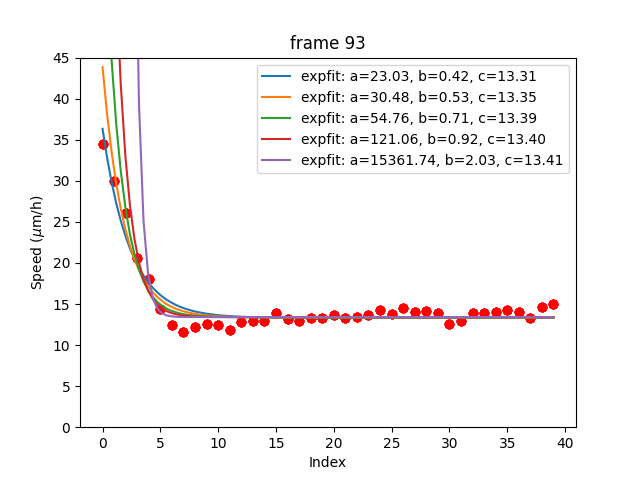 frame 93
45
40
35
30
25
20
15
10
5
0
Speed (μm/h)
expfit: a=23.03, b=0.42, c=13.31
expfit: a=30.48, b=0.53, c=13.35
expfit: a=54.76, b=0.71, c=13.39
expfit: a=121.06, b=0.92, c=13.40
expfit: a=15361.74, b=2.03, c=13.41
0 5 10 15 20 25 30 35 40
Index